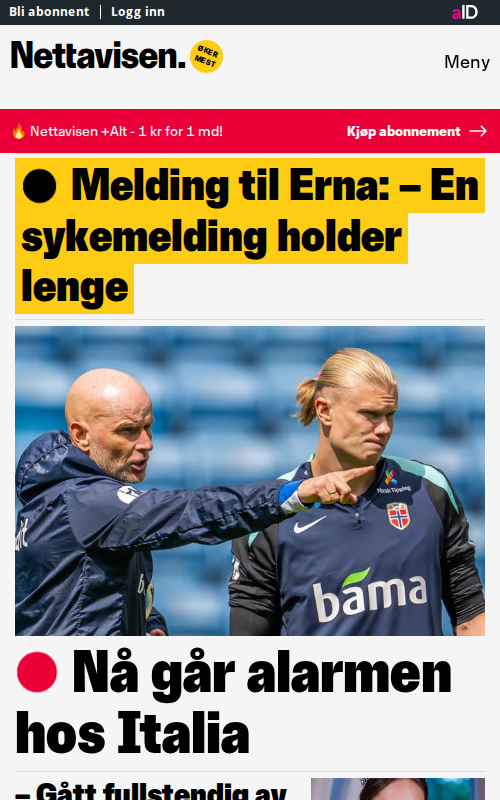 Bli abonnent | Logg inn
aID
Nettavisen.
ØKER
MEST
Meny
Nettavisen +Alt - 1 kr for 1 md!
Kjøp abonnement
Melding til Erna: – En
sykemelding holder
lenge
Norsk Tipping
bama
Nå går alarmen
hos Italia
– Gått fullstendig av